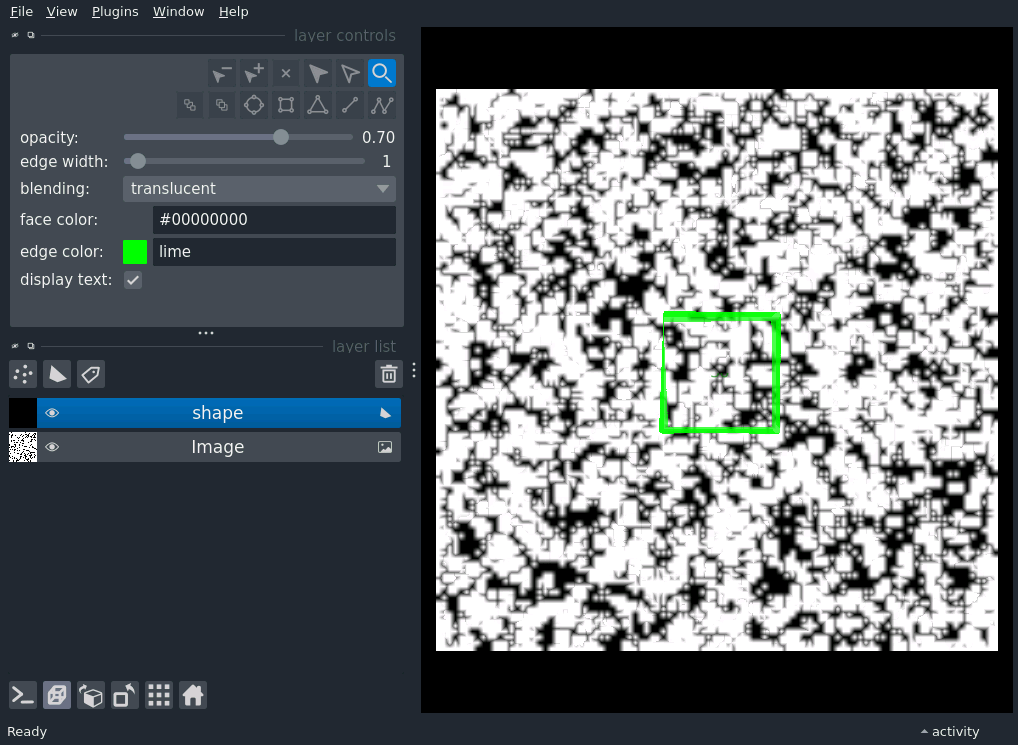 File View Plugins Window Help
layer controls
opacity: 0.70
edge width: 1
blending: translucent
face color: #00000000
edge color: lime
display text:
layer list
shape
Image
Ready
activity